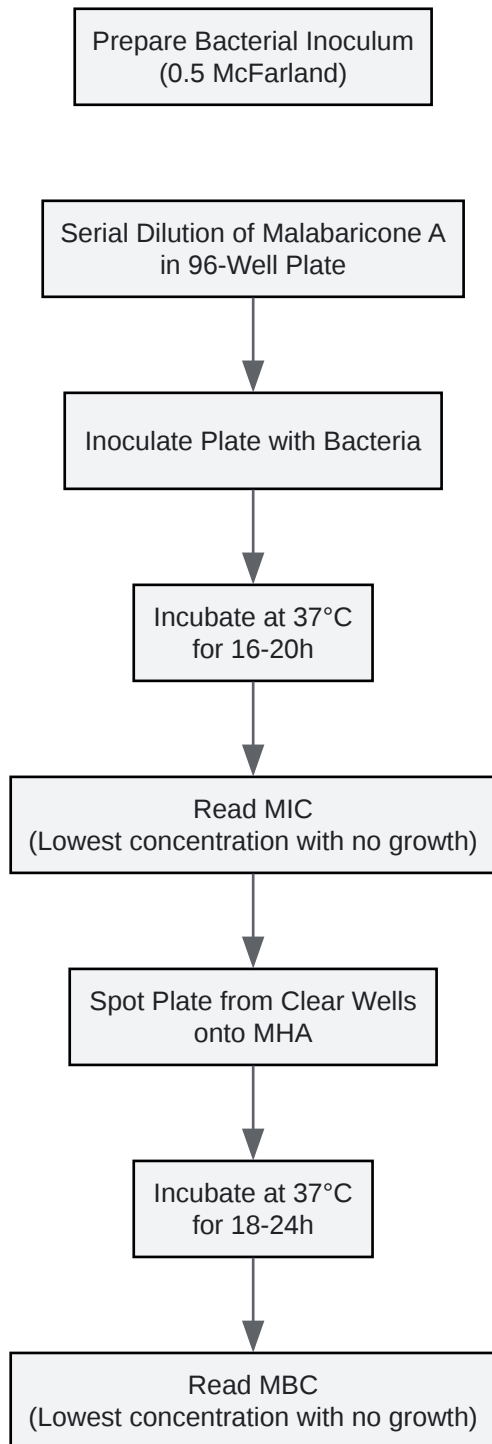 Prepare Bacterial Inoculum
(0.5 McFarland)
Serial Dilution of Malabaricone A
in 96-Well Plate
Inoculate Plate with Bacteria
Incubate at 37°C
for 16-20h
Read MIC
(Lowest concentration with no growth)
Spot Plate from Clear Wells
onto MHA
Incubate at 37°C
for 18-24h
Read MBC
(Lowest concentration with no growth)